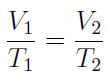 V₁/T₁ = V₂/T₂